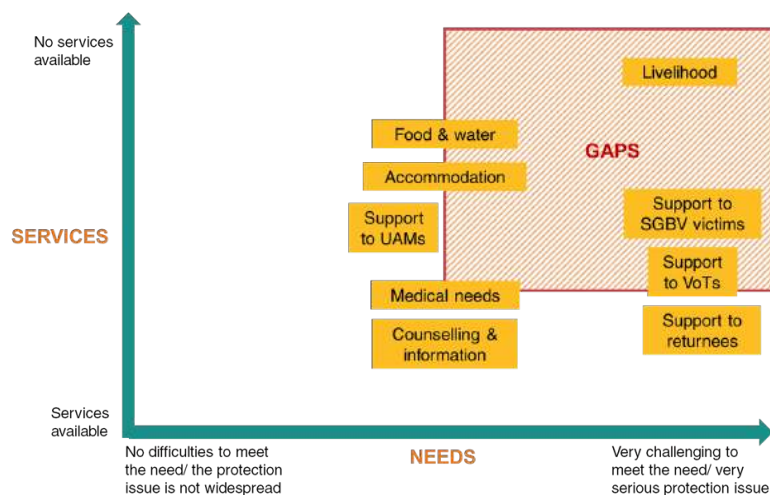 No services
available
Livelihood
Food & water
GAPS
Accommodation
Support
to UAMs
Support to
SGBV victims
SERVICES
Support
to VoTs
Medical needs
Counselling &
information
Support to
returnees
Services
available
No difficulties to meet
the need/ the protection
issue is not widespread
NEEDS
Very challenging to
meet the need/ very
serious protection issue